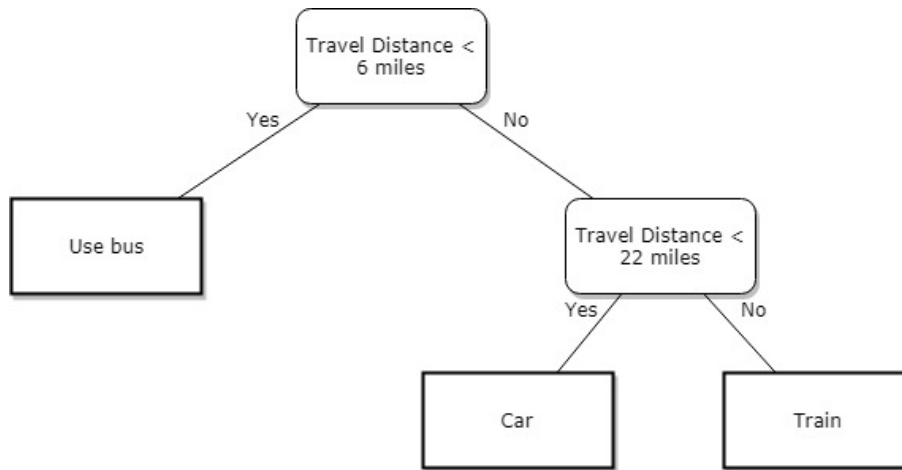 Travel Distance <
6 miles
Yes
No
Use bus
Travel Distance <
22 miles
Yes
No
Car
Train